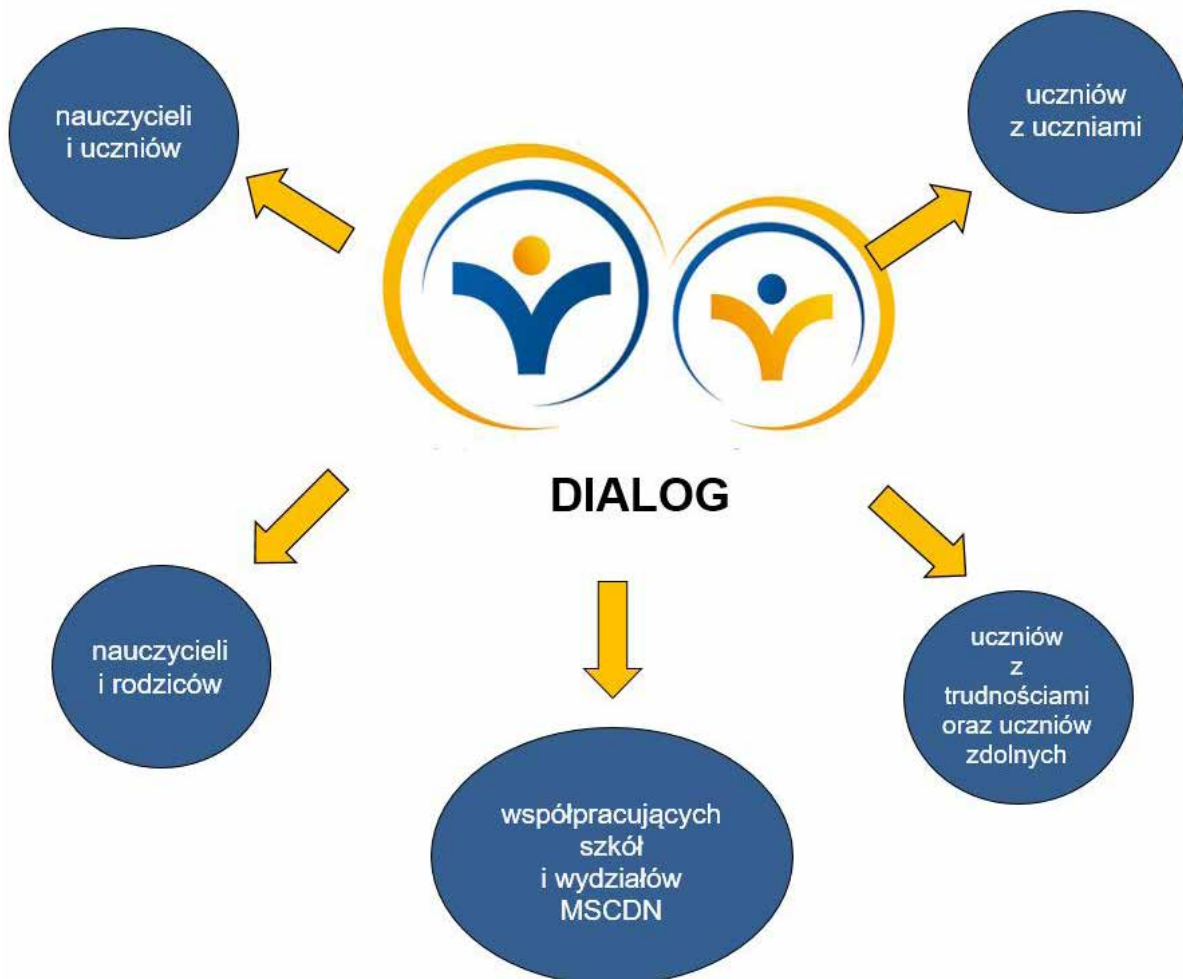 nauczycieli
i uczniów
uczniów
z uczniami
DIALOG
nauczycieli
i rodziców
uczniów
z
trudnościami
oraz uczniów
zdolnych
współpracujących
szkół
i wydziałów
MSCDN